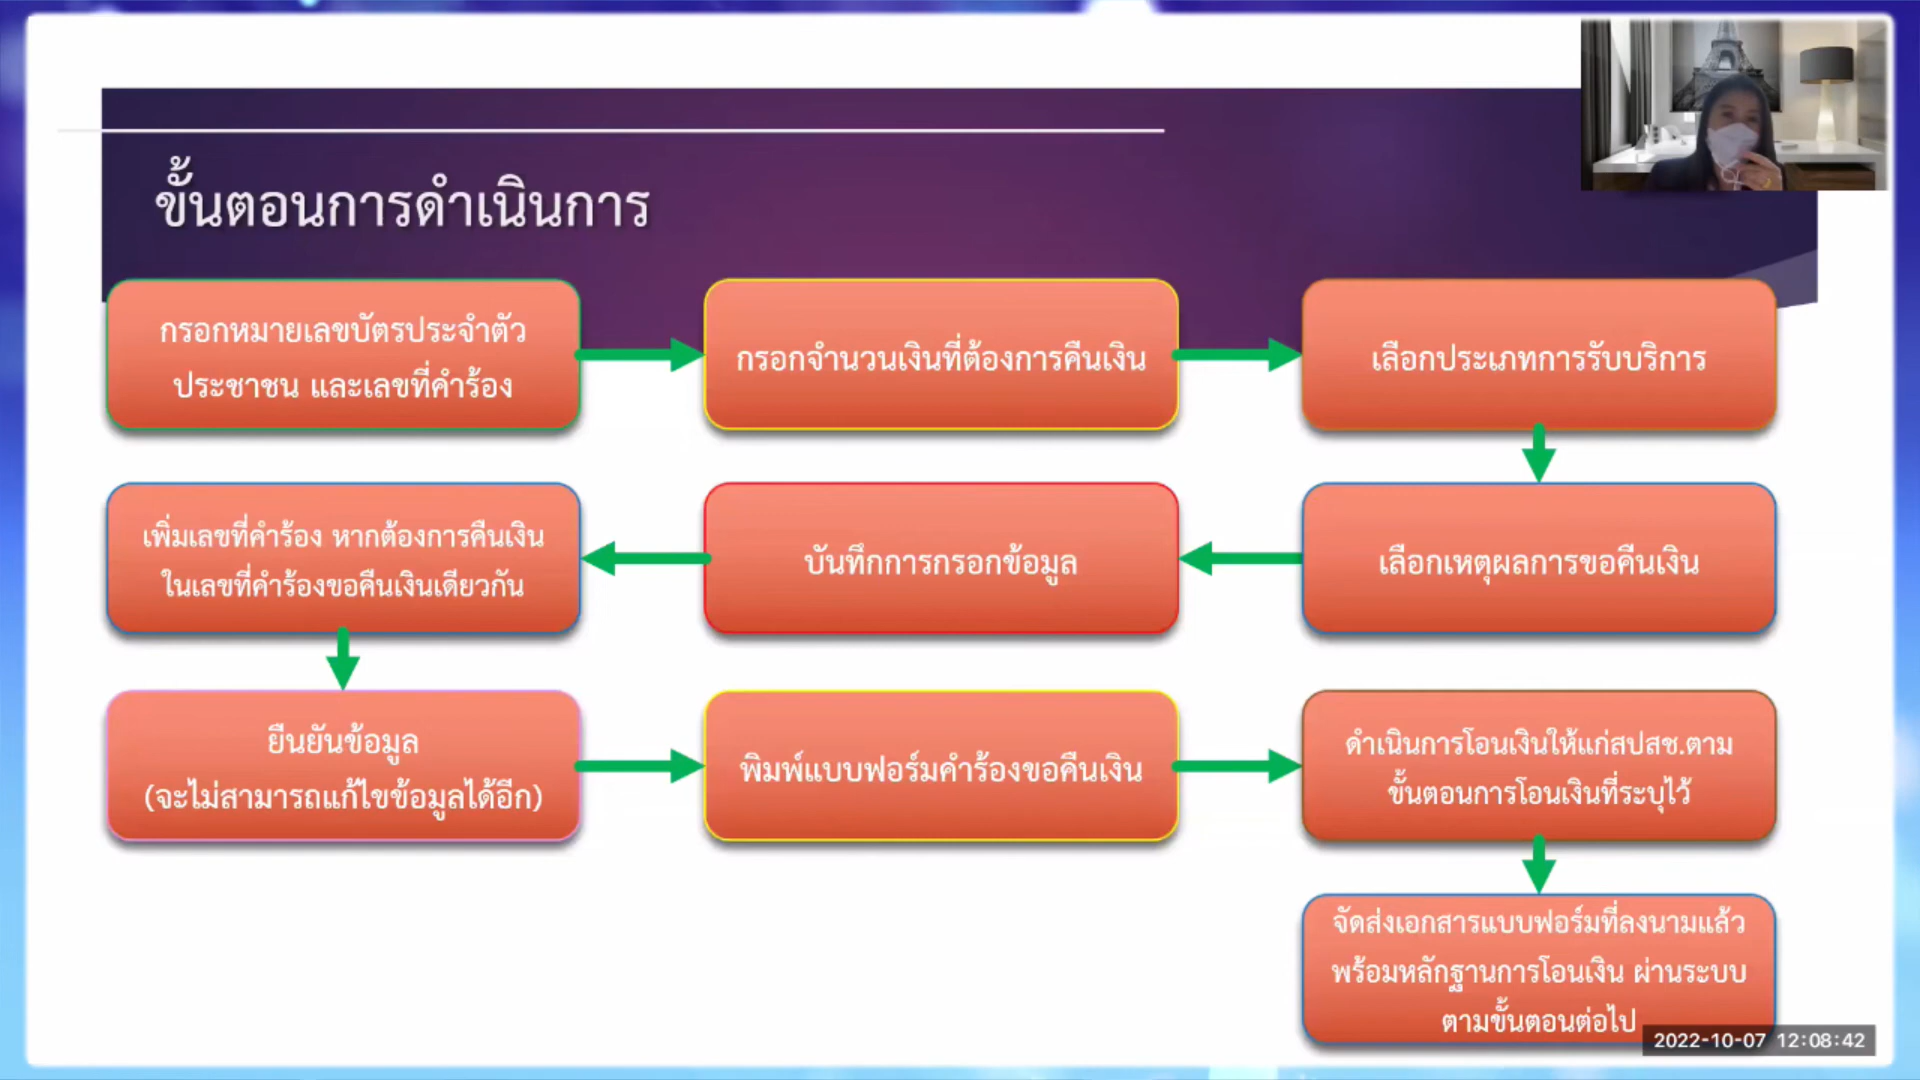 ขั้นตอนการดำเนินการ
กรอกหมายเลขบัตรประจำตัว
ประชาชน และเลขที่คำร้อง
กรอกจำนวนเงินที่ต้องการคืนเงิน
เลือกประเภทการรับบริการ
เลือกเหตุผลการขอคืนเงิน
บันทึกการกรอกข้อมูล
เพิ่มเลขที่คำร้อง หากต้องการคืนเงิน
ในเลขที่คำร้องขอคืนเงินเดียวกัน
ยืนยันข้อมูล
(จะไม่สามารถแก้ไขข้อมูลได้อีก)
พิมพ์แบบฟอร์มคำร้องขอคืนเงิน
ดำเนินการโอนเงินให้แก่สปสช.ตาม
ขั้นตอนการโอนเงินที่ระบุไว้
จัดส่งเอกสารแบบฟอร์มที่ลงนามแล้ว
พร้อมหลักฐานการโอนเงิน ผ่านระบบ
ตามขั้นตอนต่อไป
2022-10-07 12:08:42